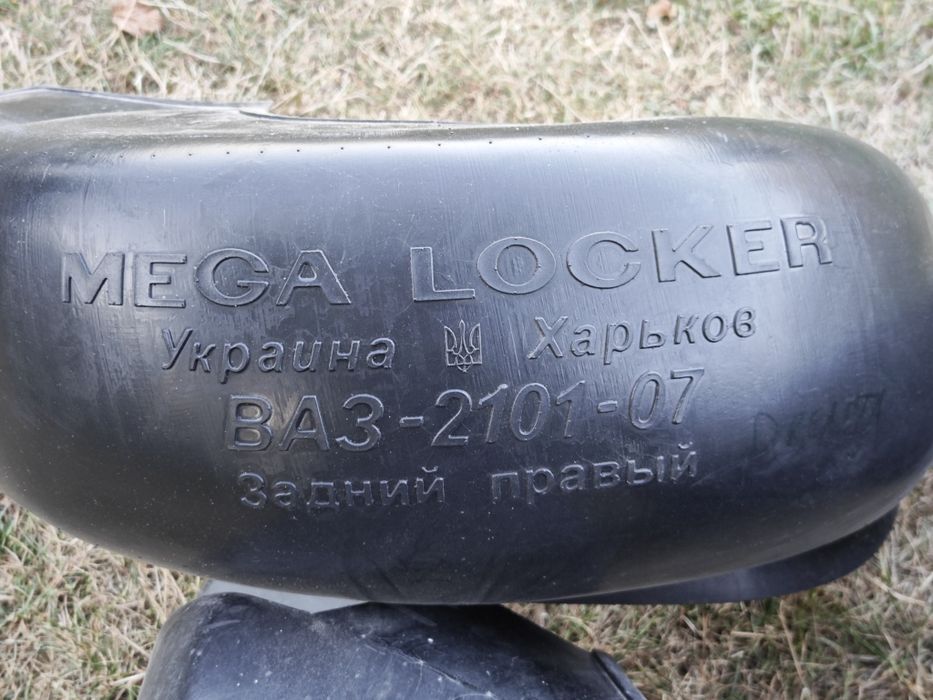 MEGA LOCKER
Украина Харьков
ВАЗ-2101-07
Задний правый